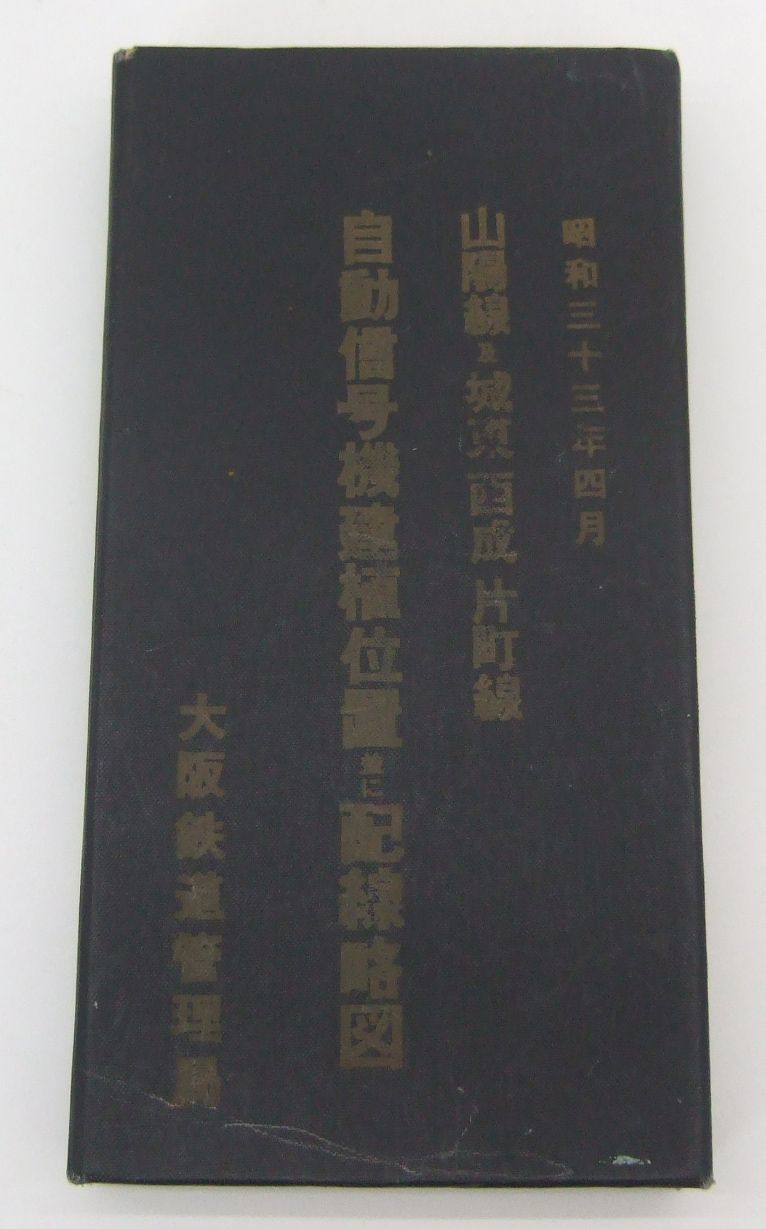 昭和三十三年四月
山陽線及城東西成片町線
自動信号機建植位置並に配線略図
大阪鉄道管理局